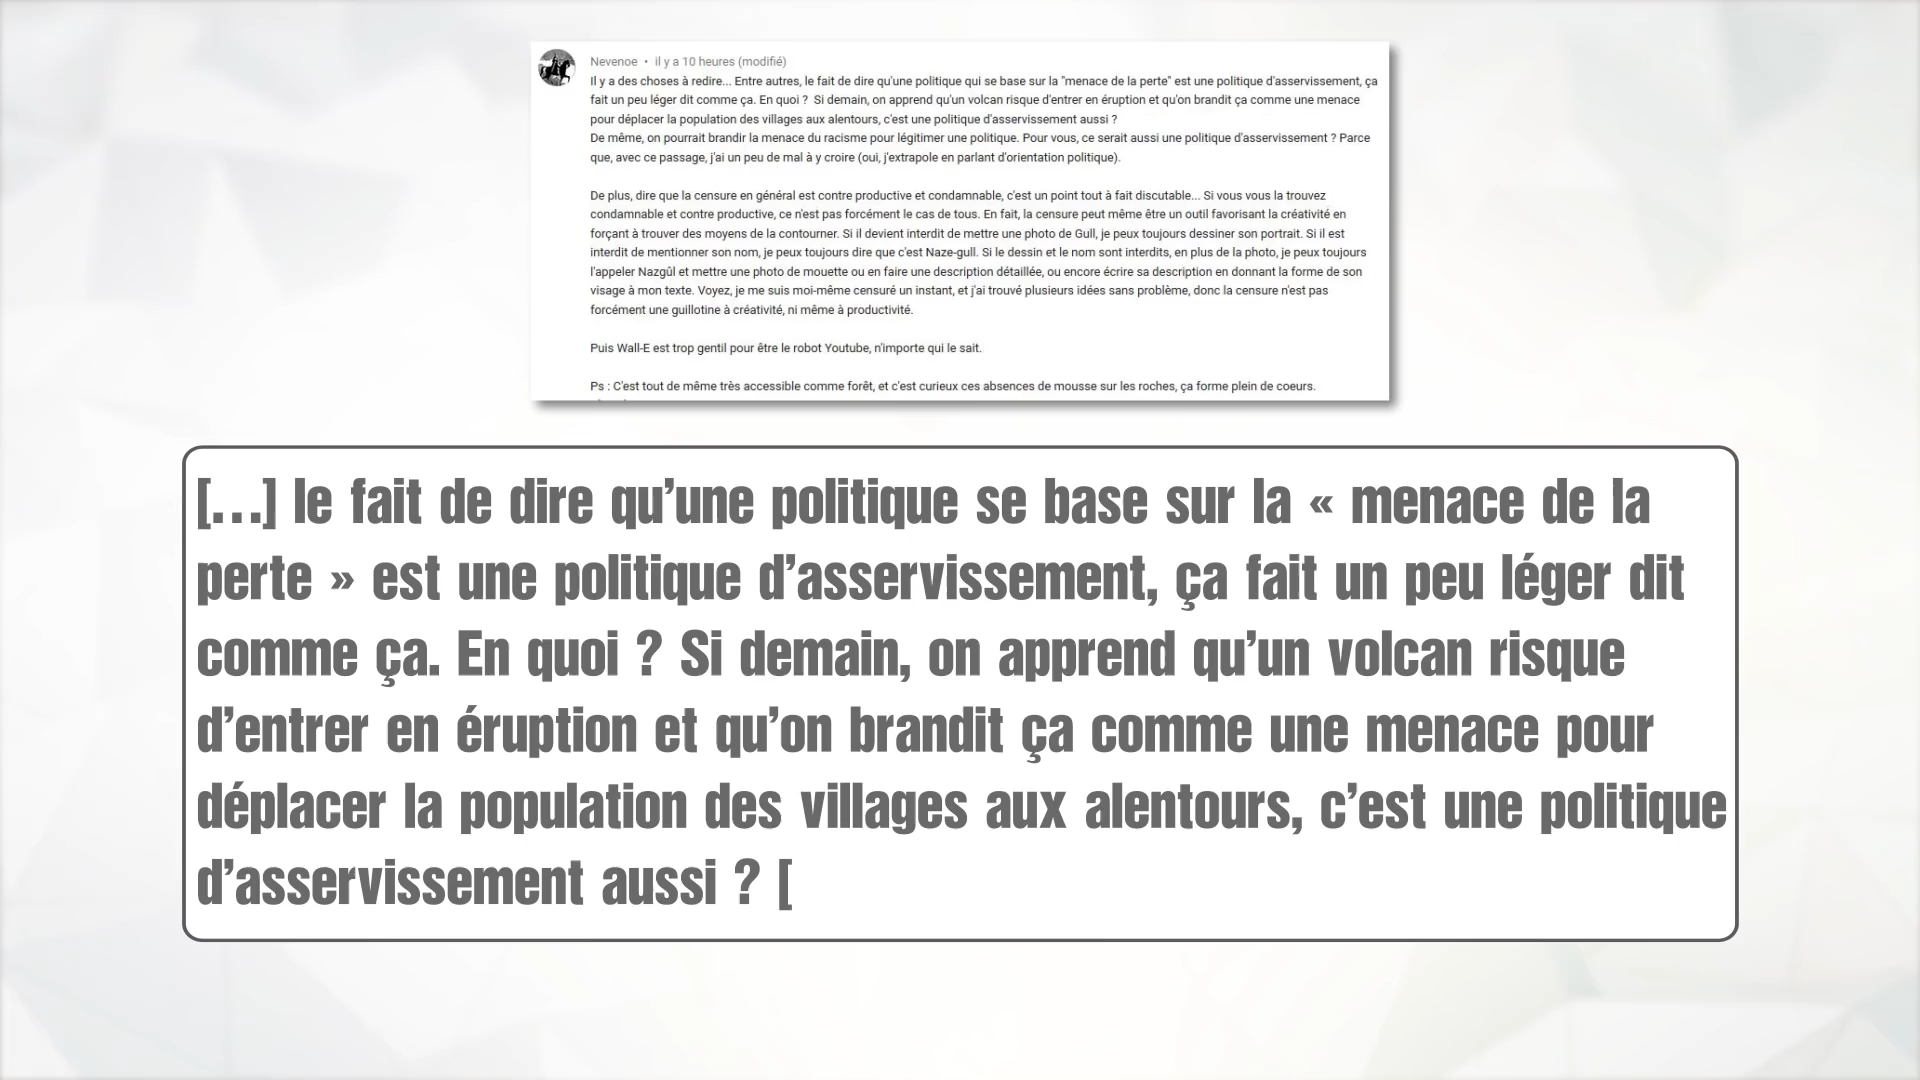 Nevenoe • il y a 10 heures (modifié)
Il y a des choses à redire... Entre autres, le fait de dire qu'une politique qui se base sur la "menace de la perte" est une politique d'asservissement, ça
fait un peu léger dit comme ça. En quoi ?  Si demain, on apprend qu'un volcan risque d'entrer en éruption et qu'on brandit ça comme une menace
pour déplacer la population des villages aux alentours, c'est une politique d'asservissement aussi ?
De même, on pourrait brandir la menace du racisme pour légitimer une politique. Pour vous, ce serait aussi une politique d'asservissement ? Parce
que, avec ce passage, j'ai un peu de mal à y croire (oui, j'extrapole en parlant d'orientation politique).
De plus, dire que la censure en général est contre productive et condamnable, c'est un point tout à fait discutable... Si vous vous la trouvez
condamnable et contre productive, ce n'est pas forcément le cas de tous. En fait, la censure peut même être un outil favorisant la créativité en
forçant à trouver des moyens de la contourner. Si il devient interdit de mettre une photo de Gull, je peux toujours dessiner son portrait. Si il est
interdit de mentionner son nom, je peux toujours dire que c'est Naze-gull. Si le dessin et le nom sont interdits, en plus de la photo, je peux toujours
l'appeler Nazgûl et mettre une photo de mouette ou en faire une description détaillée, ou encore écrire sa description en donnant la forme de son
visage à mon texte. Voyez, je me suis moi-même censuré un instant, et j'ai trouvé plusieurs idées sans problème, donc la censure n'est pas
forcément une guillotine à créativité, ni même à productivité.
Puis Wall-E est trop gentil pour être le robot Youtube, n'importe qui le sait.
Ps : C'est tout de même très accessible comme forêt, et c'est curieux ces absences de mousse sur les roches, ça forme plein de coeurs.
[…] le fait de dire qu’une politique se base sur la « menace de la
perte » est une politique d’asservissement, ça fait un peu léger dit
comme ça. En quoi ? Si demain, on apprend qu’un volcan risque
d’entrer en éruption et qu’on brandit ça comme une menace pour
déplacer la population des villages aux alentours, c’est une politique
d’asservissement aussi ? [